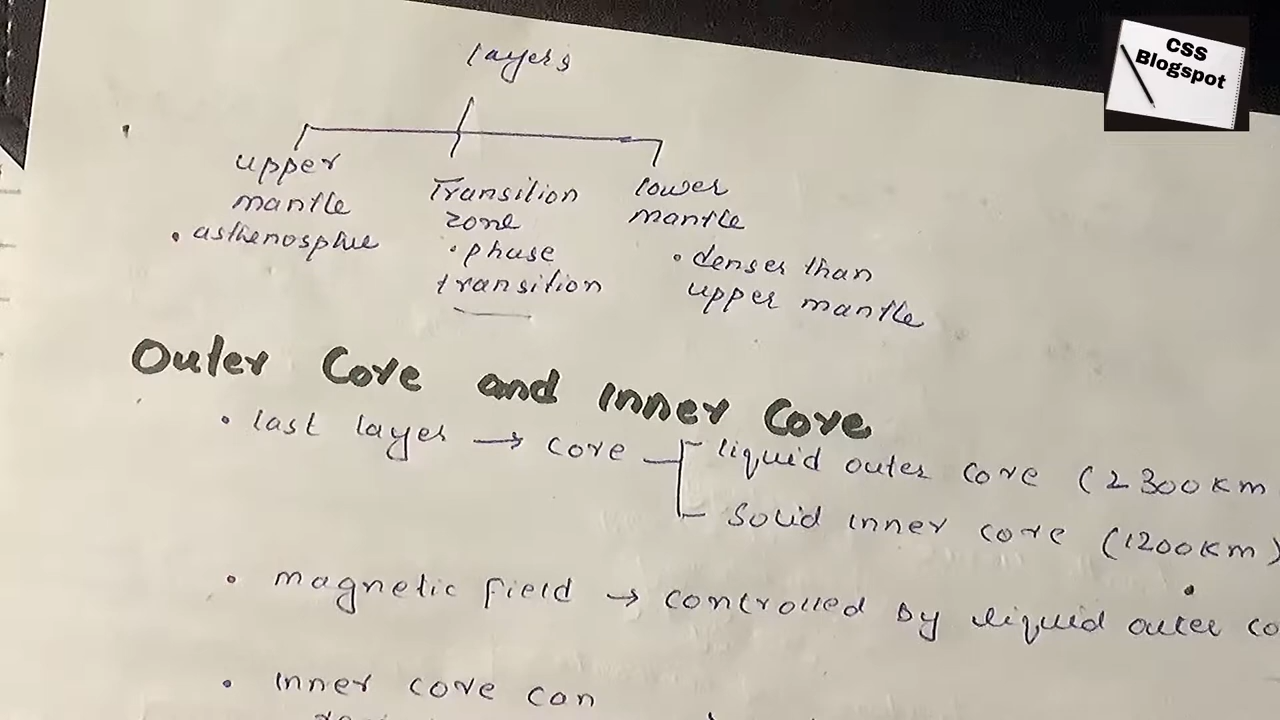 CSS
Blogspot
layers
upper
mantle
• asthenosphe
Transition
zone
• phase
transition
lower
mantle
• denser than
upper mantle
Outer Core and Inner Core
• last layer → core
liquid outer core (2300km
solid inner core (1200km)
• magnetic field → controlled by liquid outer co
• inner core can